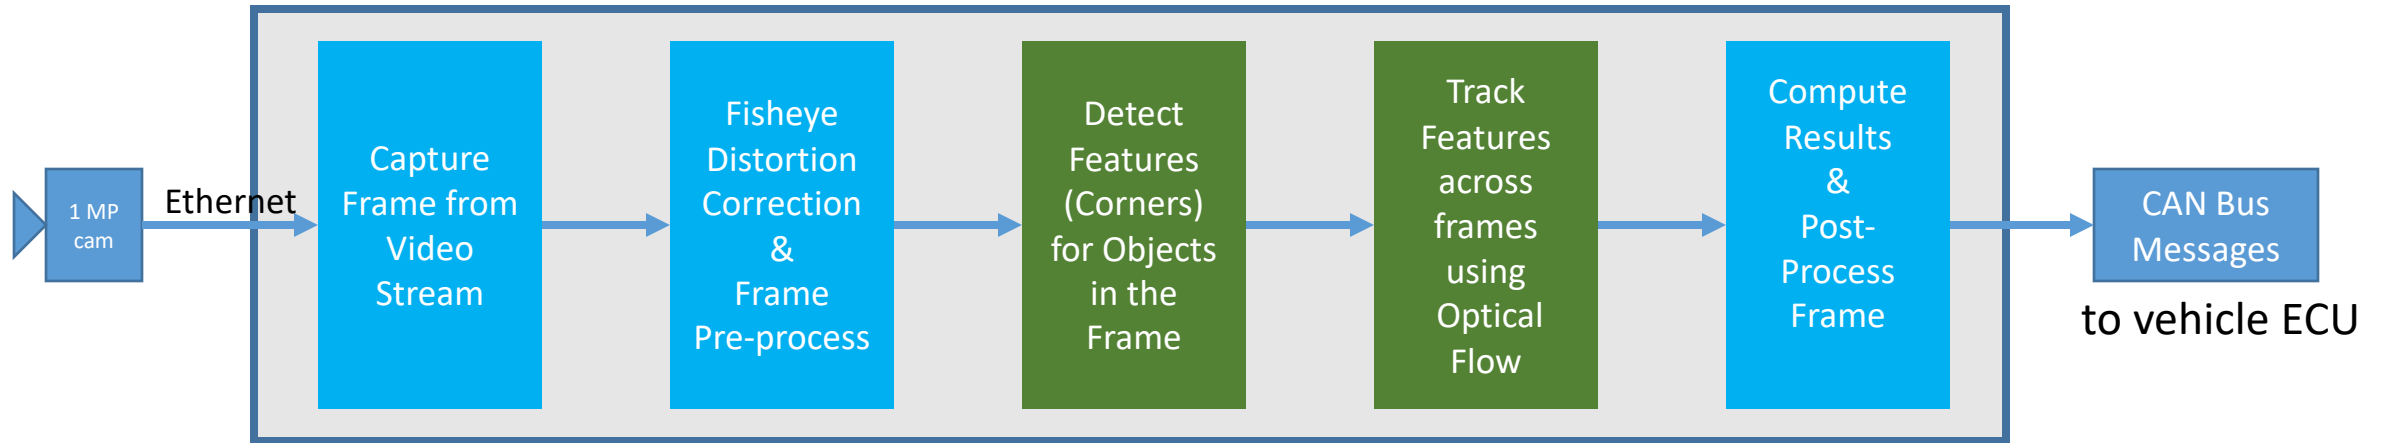 1 MP
cam
Ethernet
Capture
Frame from
Video
Stream
Fisheye
Distortion
Correction
&
Frame
Pre-process
Detect
Features
(Corners)
for Objects
in the
Frame
Track
Features
across
frames
using
Optical
Flow
Compute
Results
&
Post-
Process
Frame
CAN Bus
Messages
to vehicle ECU